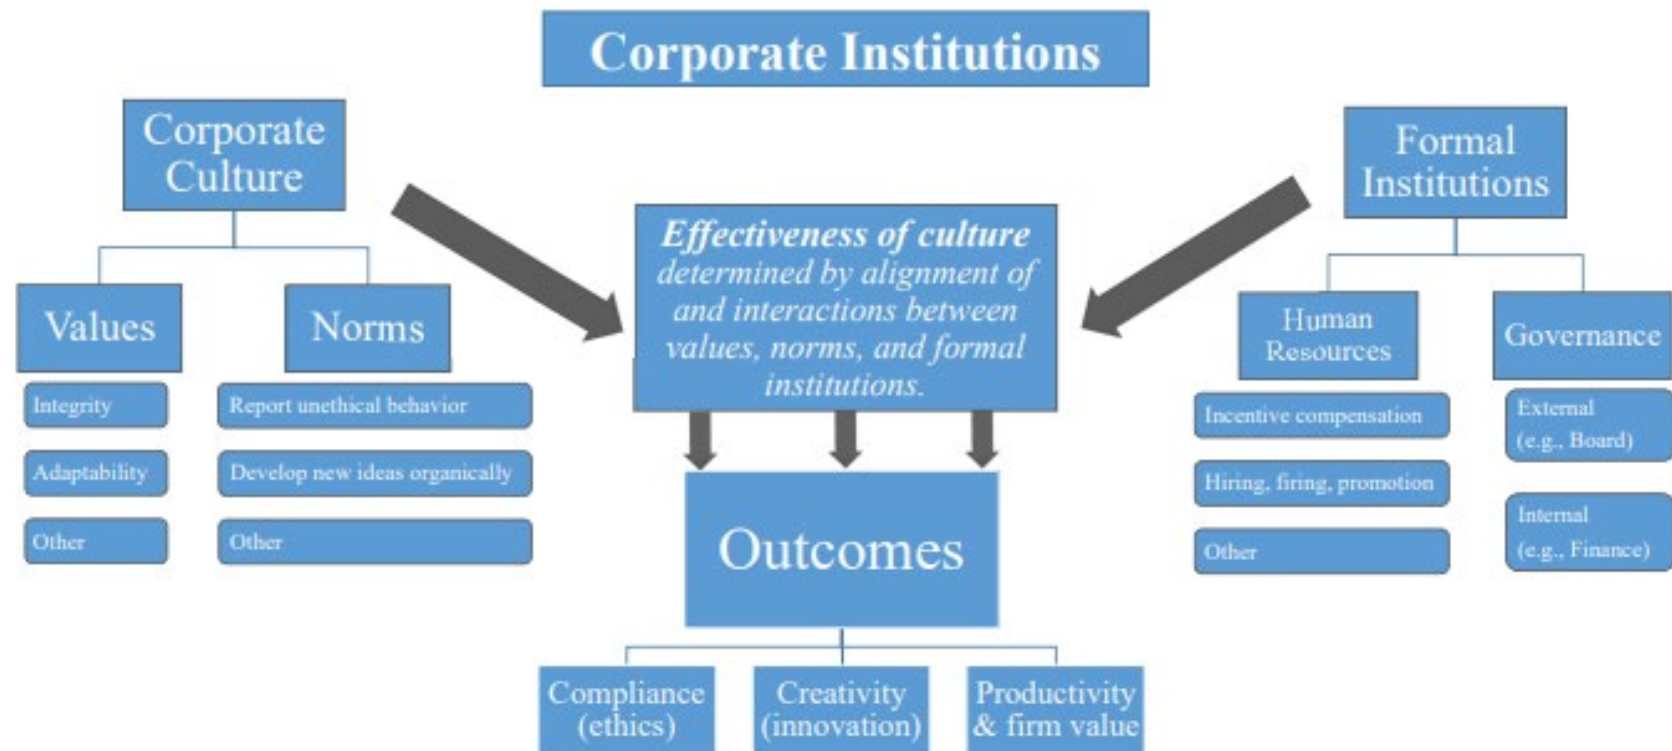 Corporate Institutions
Corporate
Culture
Values
Integrity
Adaptability
Other
Norms
Report unethical behavior
Develop new ideas organically
Other
Effectiveness of culture
determined by alignment of
and interactions between
values, norms, and formal
institutions.
Formal
Institutions
Human
Resources
Incentive compensation
Hiring, firing, promotion
Other
Governance
External
(e.g., Board)
Internal
(e.g., Finance)
Outcomes
Compliance
(ethics)
Creativity
(innovation)
Productivity
& firm value